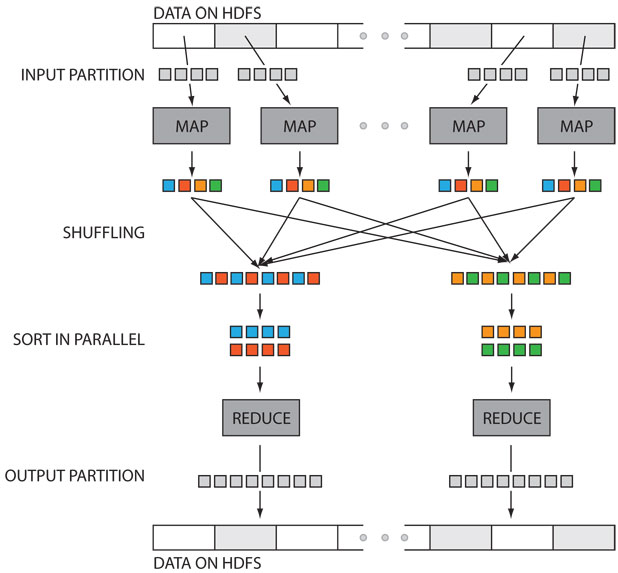 DATA ON HDFS
INPUT PARTITION
MAP
MAP
MAP
MAP
SHUFFLING
SORT IN PARALLEL
REDUCE
REDUCE
OUTPUT PARTITION
DATA ON HDFS